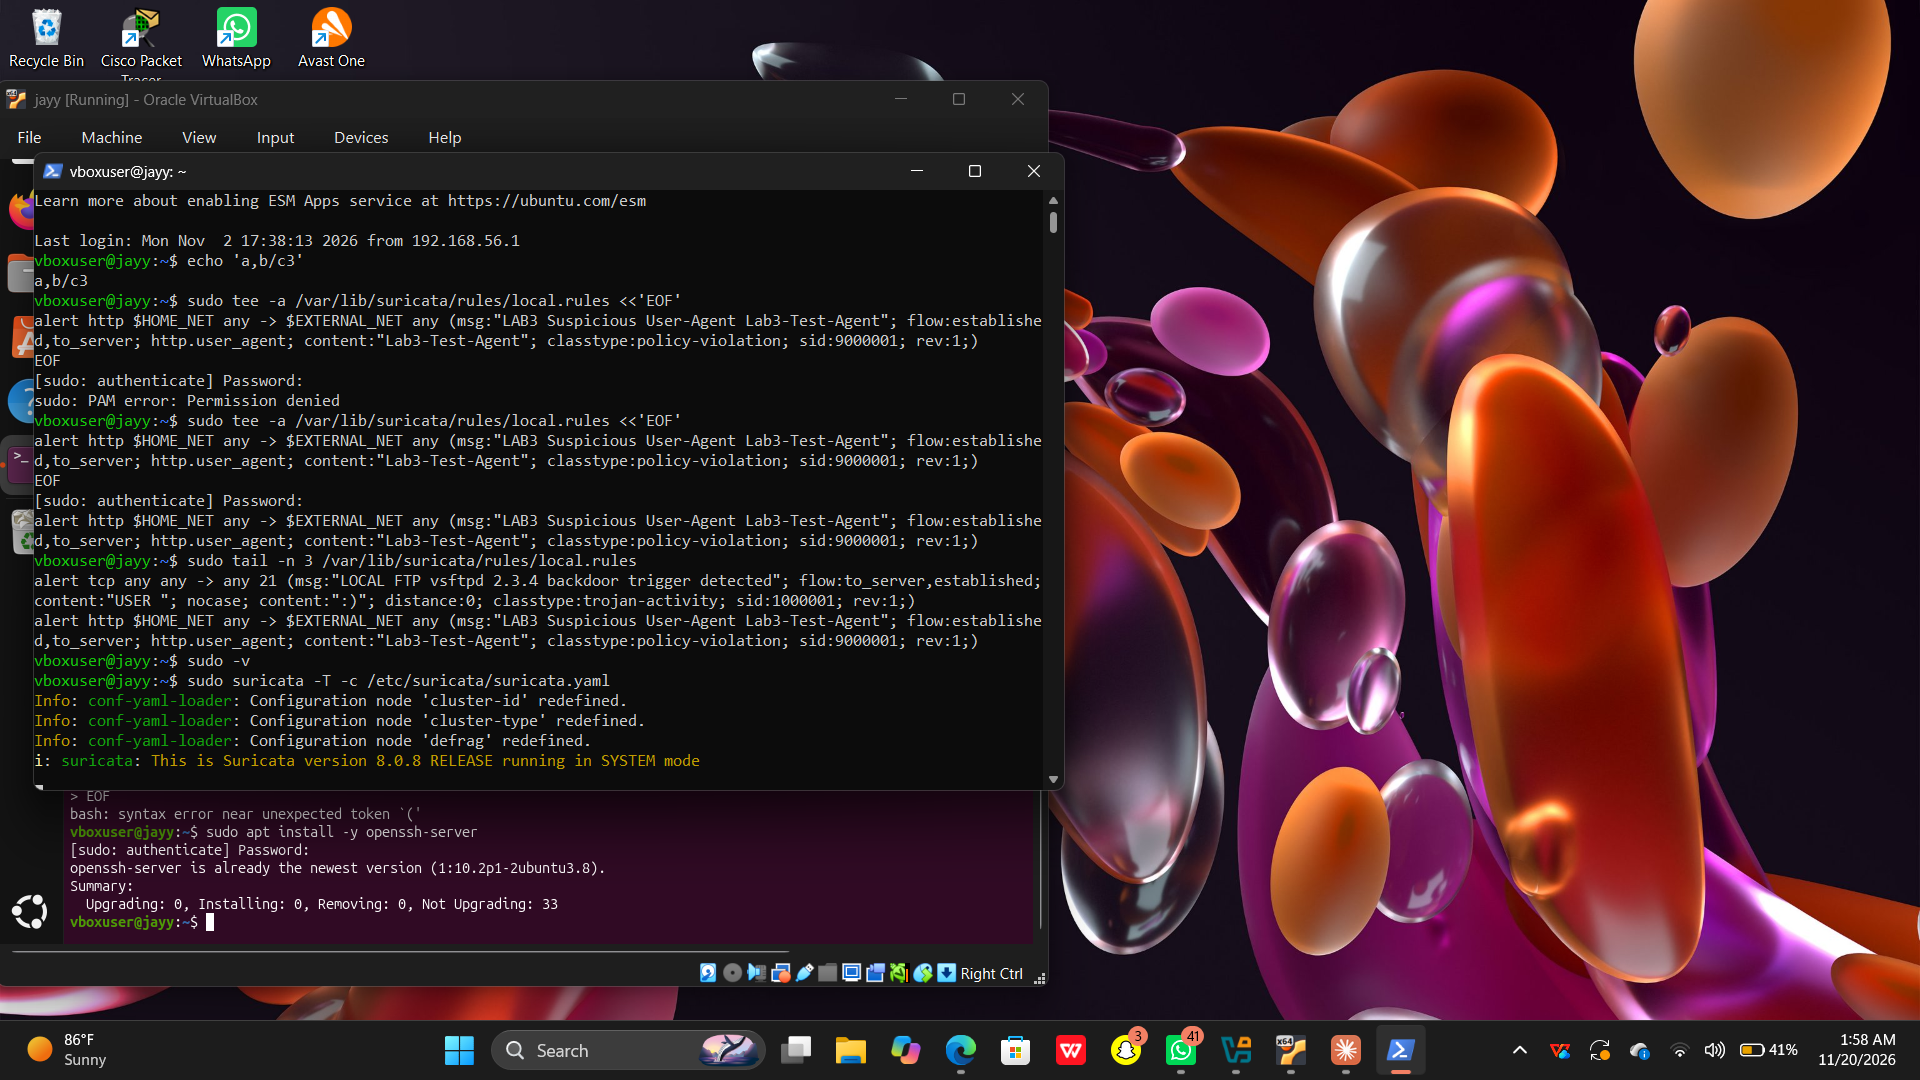 Recycle Bin
Cisco Packet
Tracer
WhatsApp
Avast One
jayy [Running] - Oracle VirtualBox
File Machine View Input Devices Help
vboxuser@jayy: ~
Learn more about enabling ESM Apps service at https://ubuntu.com/esm
Last login: Mon Nov  2 17:38:13 2026 from 192.168.56.1
vboxuser@jayy:~$ echo 'a,b/c3'
a,b/c3
vboxuser@jayy:~$ sudo tee -a /var/lib/suricata/rules/local.rules <<'EOF'
alert http $HOME_NET any -> $EXTERNAL_NET any (msg:"LAB3 Suspicious User-Agent Lab3-Test-Agent"; flow:establishe
d,to_server; http.user_agent; content:"Lab3-Test-Agent"; classtype:policy-violation; sid:9000001; rev:1;)
EOF
[sudo: authenticate] Password:
sudo: PAM error: Permission denied
vboxuser@jayy:~$ sudo tee -a /var/lib/suricata/rules/local.rules <<'EOF'
alert http $HOME_NET any -> $EXTERNAL_NET any (msg:"LAB3 Suspicious User-Agent Lab3-Test-Agent"; flow:establishe
d,to_server; http.user_agent; content:"Lab3-Test-Agent"; classtype:policy-violation; sid:9000001; rev:1;)
EOF
[sudo: authenticate] Password:
alert http $HOME_NET any -> $EXTERNAL_NET any (msg:"LAB3 Suspicious User-Agent Lab3-Test-Agent"; flow:establishe
d,to_server; http.user_agent; content:"Lab3-Test-Agent"; classtype:policy-violation; sid:9000001; rev:1;)
vboxuser@jayy:~$ sudo tail -n 3 /var/lib/suricata/rules/local.rules
alert tcp any any -> any 21 (msg:"LOCAL FTP vsftpd 2.3.4 backdoor trigger detected"; flow:to_server,established;
content:"USER "; nocase; content:":)"; distance:0; classtype:trojan-activity; sid:1000001; rev:1;)
alert http $HOME_NET any -> $EXTERNAL_NET any (msg:"LAB3 Suspicious User-Agent Lab3-Test-Agent"; flow:establishe
d,to_server; http.user_agent; content:"Lab3-Test-Agent"; classtype:policy-violation; sid:9000001; rev:1;)
vboxuser@jayy:~$ sudo -v
vboxuser@jayy:~$ sudo suricata -T -c /etc/suricata/suricata.yaml
Info: conf-yaml-loader: Configuration node 'cluster-id' redefined.
Info: conf-yaml-loader: Configuration node 'cluster-type' redefined.
Info: conf-yaml-loader: Configuration node 'defrag' redefined.
i: suricata: This is Suricata version 8.0.8 RELEASE running in SYSTEM mode
> EOF
bash: syntax error near unexpected token `('
vboxuser@jayy:~$ sudo apt install -y openssh-server
[sudo: authenticate] Password:
openssh-server is already the newest version (1:10.2p1-2ubuntu3.8).
Summary:
  Upgrading: 0, Installing: 0, Removing: 0, Not Upgrading: 33
vboxuser@jayy:~$
Right Ctrl
86°F
Sunny
Search
3
41
x64
41%
1:58 AM
11/20/2026